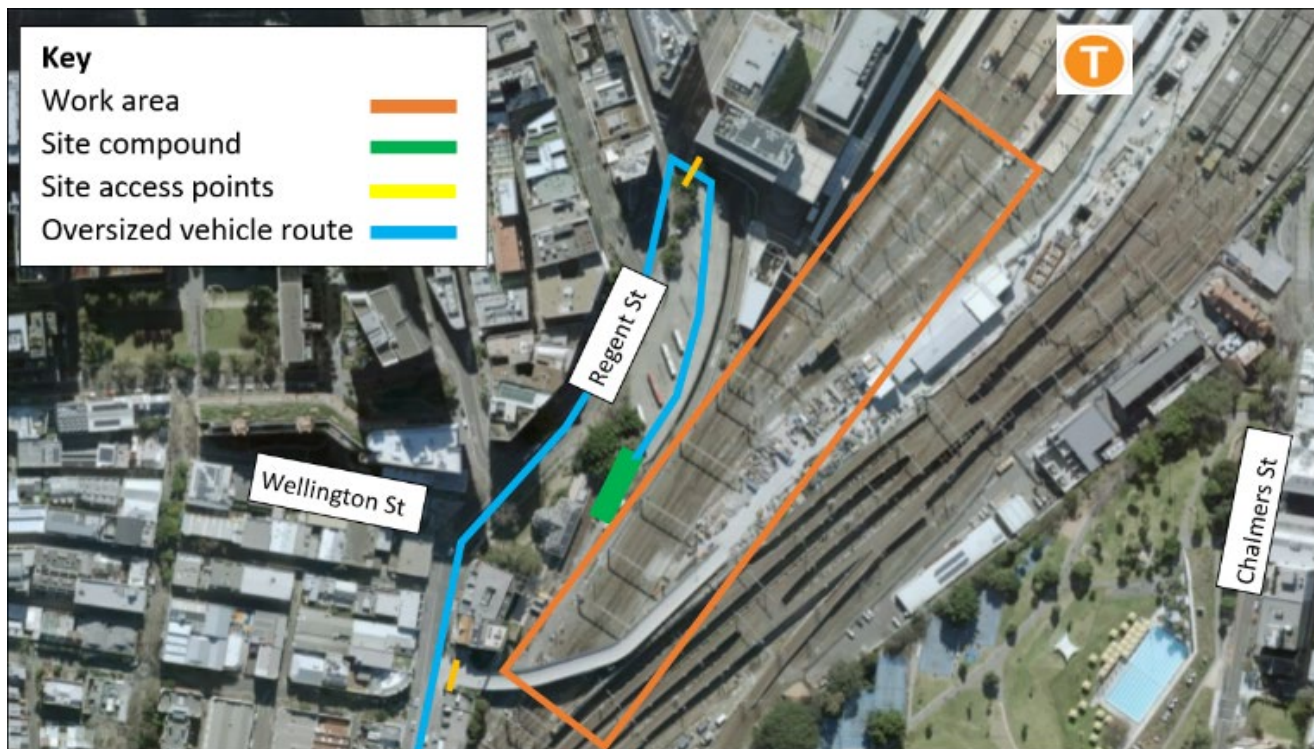 Key
Work area
Site compound
Site access points
Oversized vehicle route
T
Regent St
Wellington St
Chalmers St